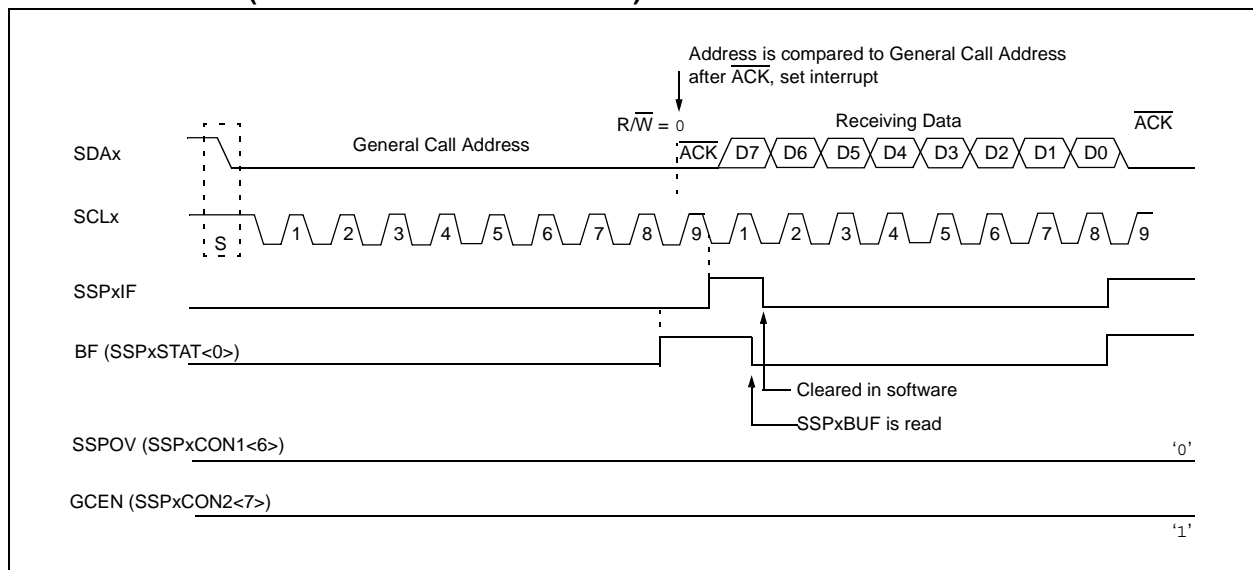 Address is compared to General Call Address
after ACK, set interrupt
R/W = 0
Receiving Data
ACK
SDAx
General Call Address
ACK D7 D6 D5 D4 D3 D2 D1 D0
SCLx
S 1 2 3 4 5 6 7 8 9 1 2 3 4 5 6 7 8 9
SSPxIF
BF (SSPxSTAT<0>)
Cleared in software
SSPxBUF is read
SSPOV (SSPxCON1<6>)
‘0’
GCEN (SSPxCON2<7>)
‘1’